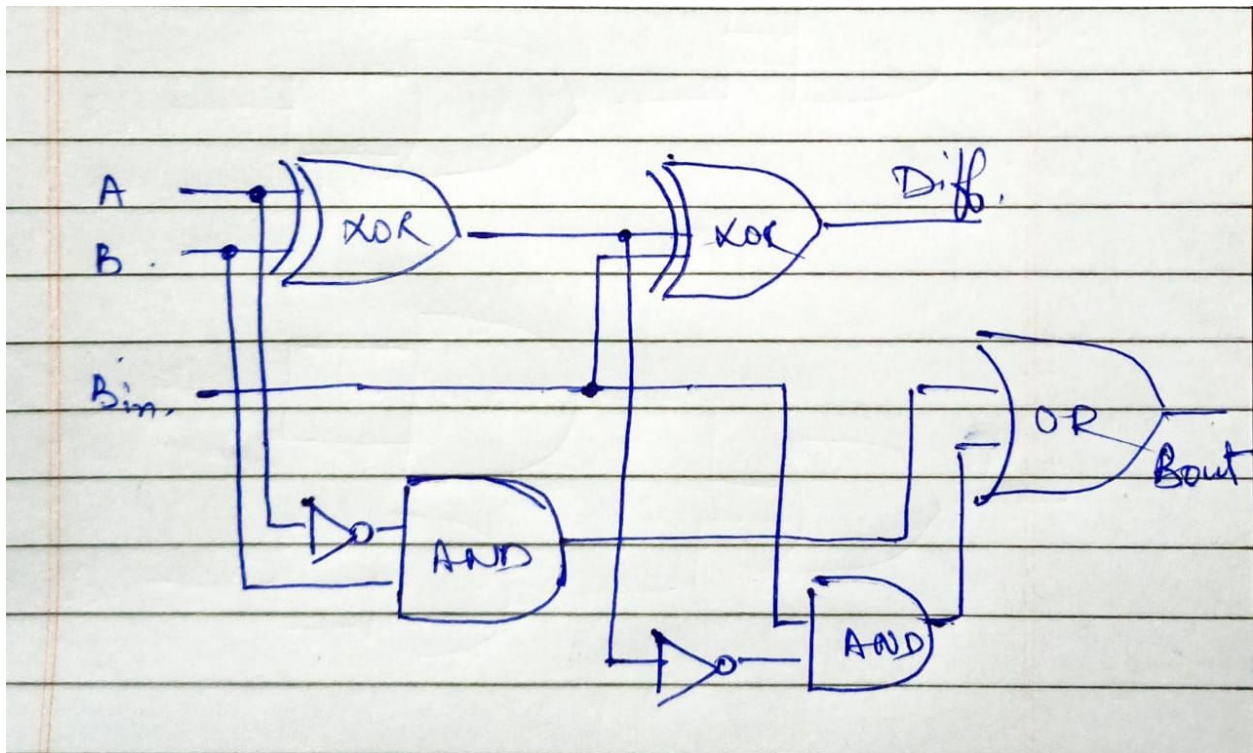 A
B.
Bin.
XOR
XOR
Diff.
AND
AND
OR
Bout